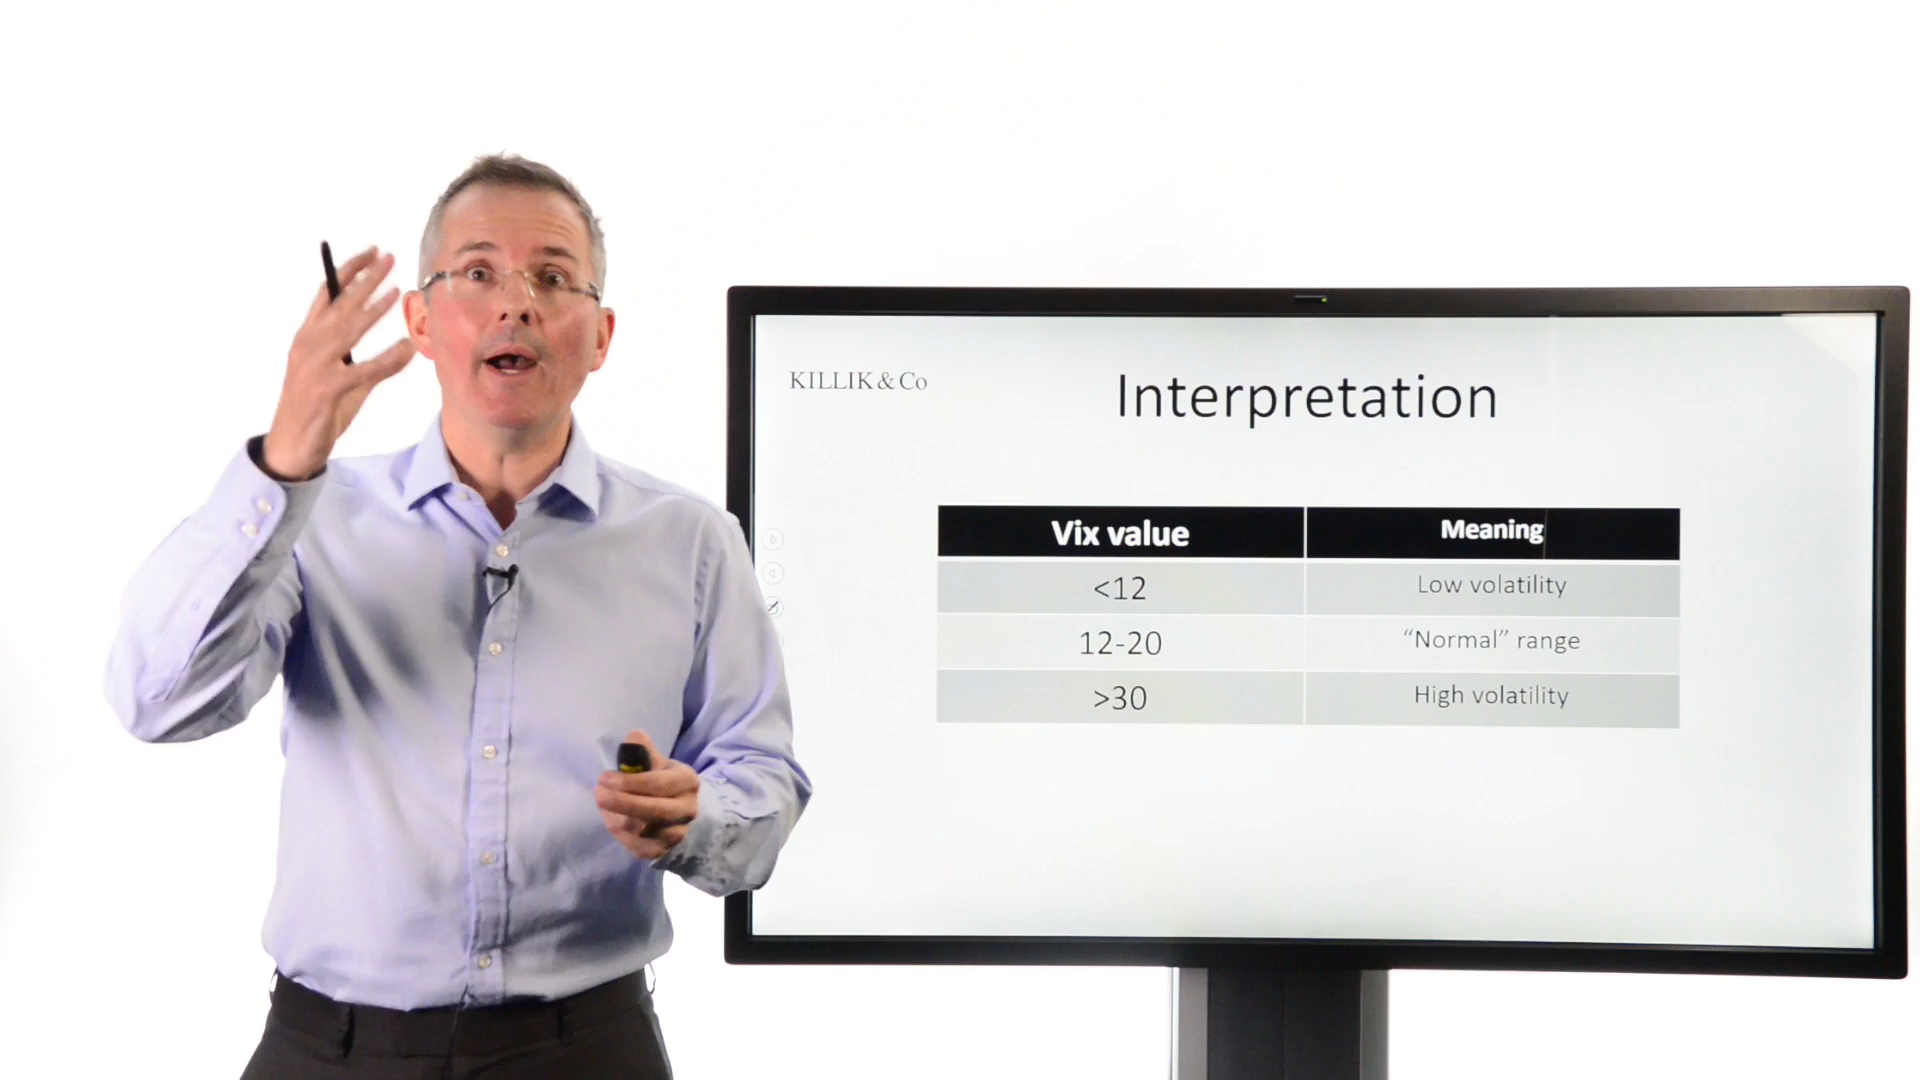 KILLIK & Co
Interpretation
Vix value Meaning
<12 Low volatility
12-20 “Normal” range
>30 High volatility